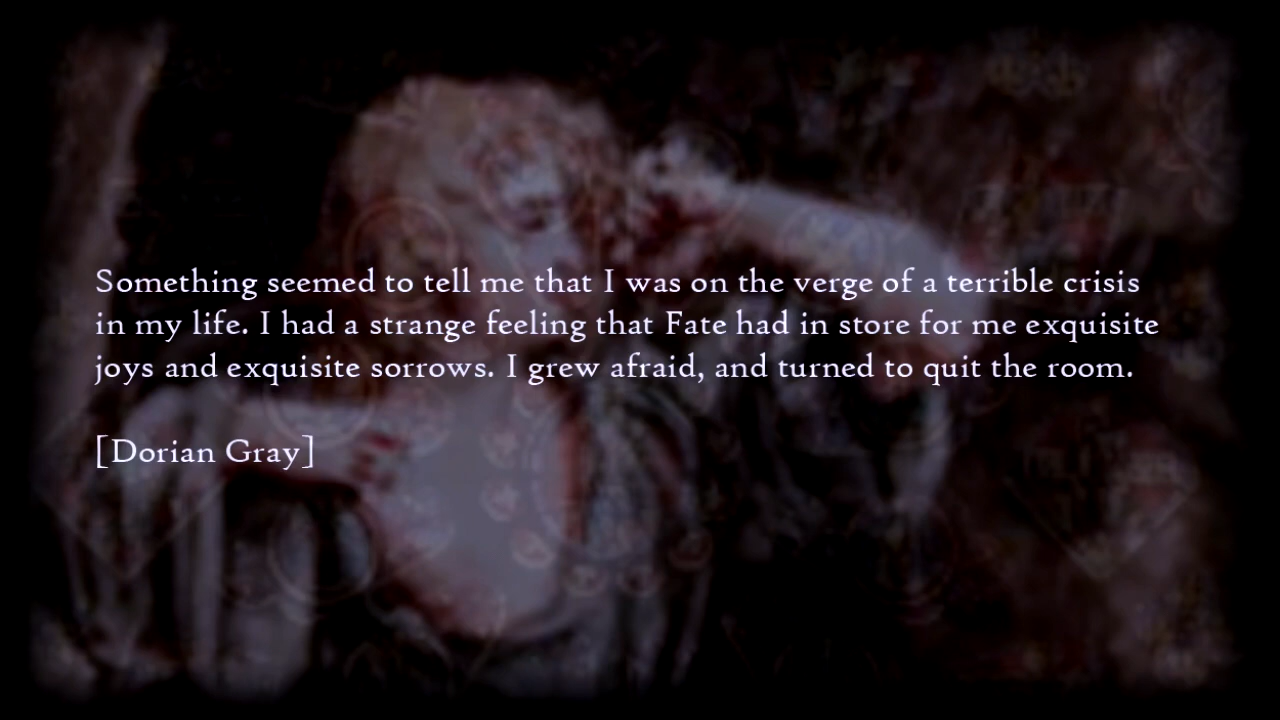 Something seemed to tell me that I was on the verge of a terrible crisis
in my life. I had a strange feeling that Fate had in store for me exquisite
joys and exquisite sorrows. I grew afraid, and turned to quit the room.
[Dorian Gray]